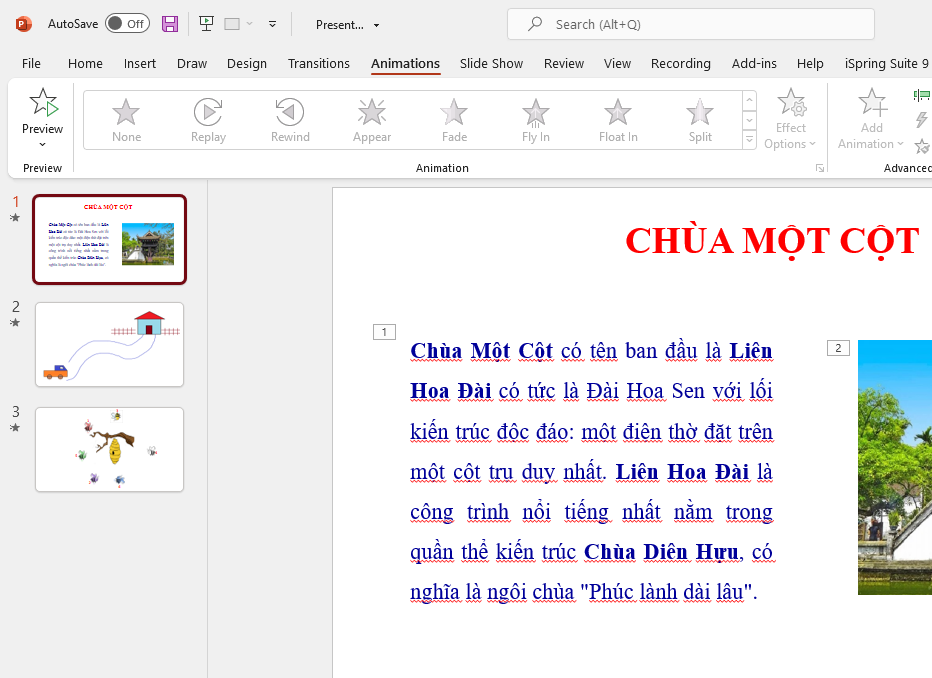 AutoSave Off Present... Search (Alt+Q)
File Home Insert Draw Design Transitions Animations Slide Show Review View Recording Add-ins Help iSpring Suite 9
Preview None Replay Rewind Appear Fade Fly In Float In Split Effect Options Add Animation
Preview Animation Advanced
1
CHÙA MỘT CỘT
2
3
CHÙA MỘT CỘT
1
2
Chùa Một Cột có tên ban đầu là Liên
Hoa Đài có tức là Đài Hoa Sen với lối
kiến trúc độc đáo: một điện thờ đặt trên
một cột trụ duy nhất. Liên Hoa Đài là
công trình nổi tiếng nhất nằm trong
quần thể kiến trúc Chùa Diên Hựu, có
nghĩa là ngôi chùa "Phúc lành dài lâu".